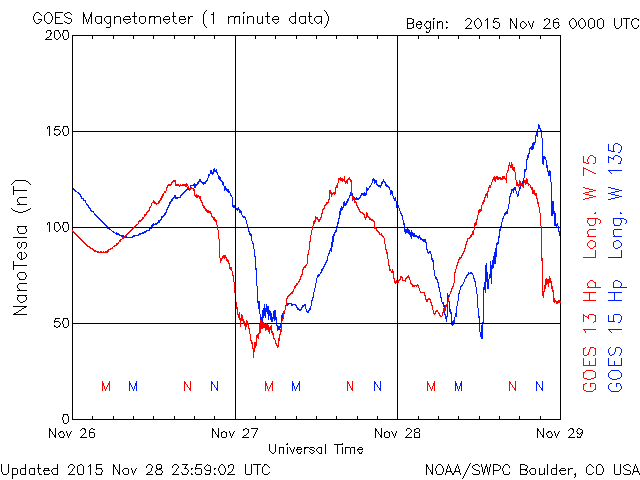 GOES Magnetometer (1 minute data)
Begin: 2015 Nov 26 0000 UTC
200
150
100
50
0
NanoTesla (nT)
M M N N M M N N M M N N
Nov 26 Nov 27 Nov 28 Nov 29
Universal Time
GOES 13 Hp Long. W 75
GOES 15 Hp Long. W 135
Updated 2015 Nov 28 23:59:02 UTC
NOAA/SWPC Boulder, CO USA